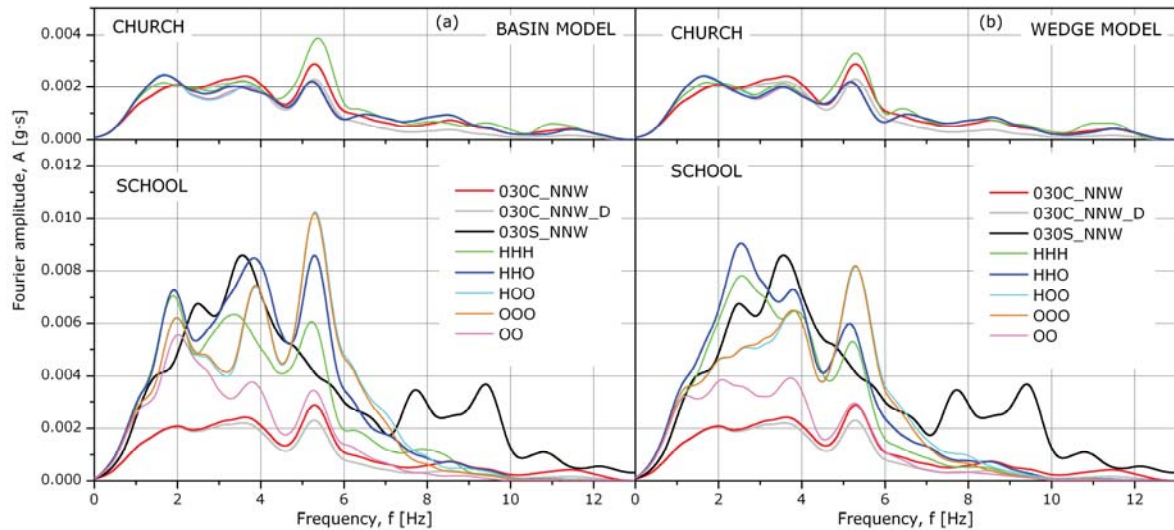 CHURCH (a) BASIN MODEL
CHURCH (b) WEDGE MODEL
0.004
0.002
0.000
0.012
0.010
0.008
0.006
0.004
0.002
0.000
Fourier amplitude, A [g·s]
SCHOOL
030C_NNW
030C_NNW_D
030S_NNW
HHH
HHO
HOO
OOO
OO
SCHOOL
030C_NNW
030C_NNW_D
030S_NNW
HHH
HHO
HOO
OOO
OO
0 2 4 6 8 10 12
Frequency, f [Hz]
0 2 4 6 8 10 12
Frequency, f [Hz]